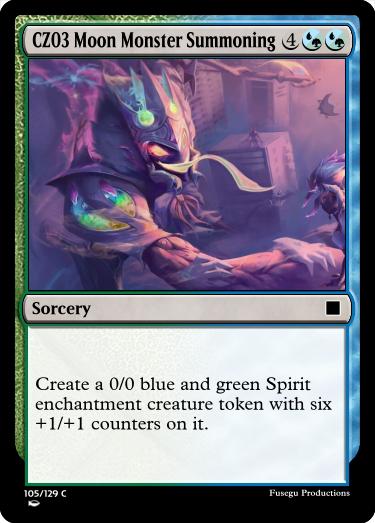 CZ03 Moon Monster Summoning 4
Sorcery
Create a 0/0 blue and green Spirit
enchantment creature token with six
+1/+1 counters on it.
105/129 C
Fusegu Productions